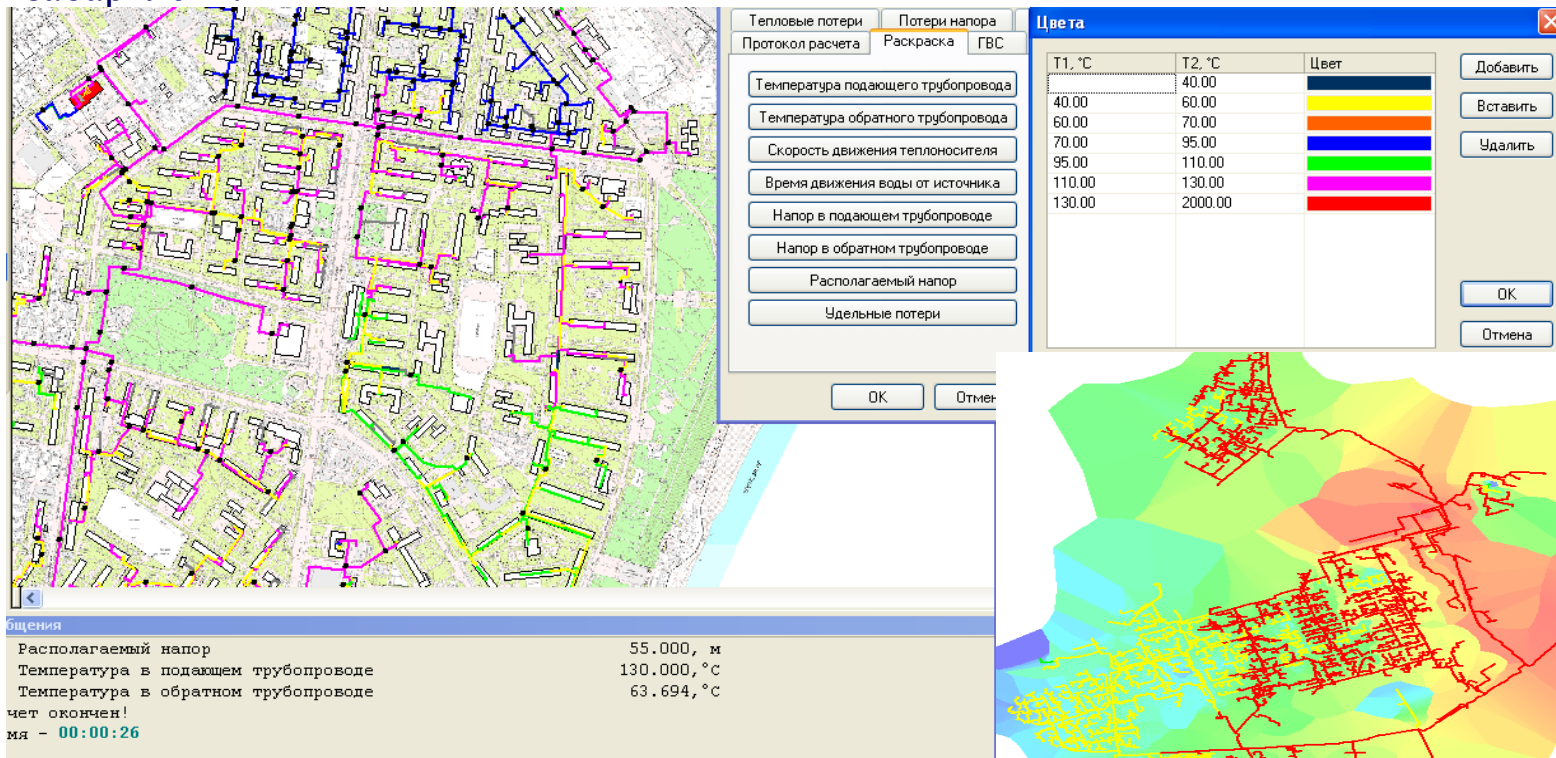 Тепловые потери
Потери напора
Протокол расчета
Раскраска
ГВС
Температура подающего трубопровода
Температура обратного трубопровода
Скорость движения теплоносителя
Время движения воды от источника
Напор в подающем трубопроводе
Напор в обратном трубопроводе
Располагаемый напор
Удельные потери
OK
Отмен
Цвета
T1, °C T2, °C Цвет
40.00
40.00 60.00
60.00 70.00
70.00 95.00
95.00 110.00
110.00 130.00
130.00 2000.00
Добавить
Вставить
Удалить
OK
Отмена
бщения
Располагаемый напор 55.000, м
Температура в подающем трубопроводе 130.000,°C
Температура в обратном трубопроводе 63.694,°C
чет окончен!
мя - 00:00:26